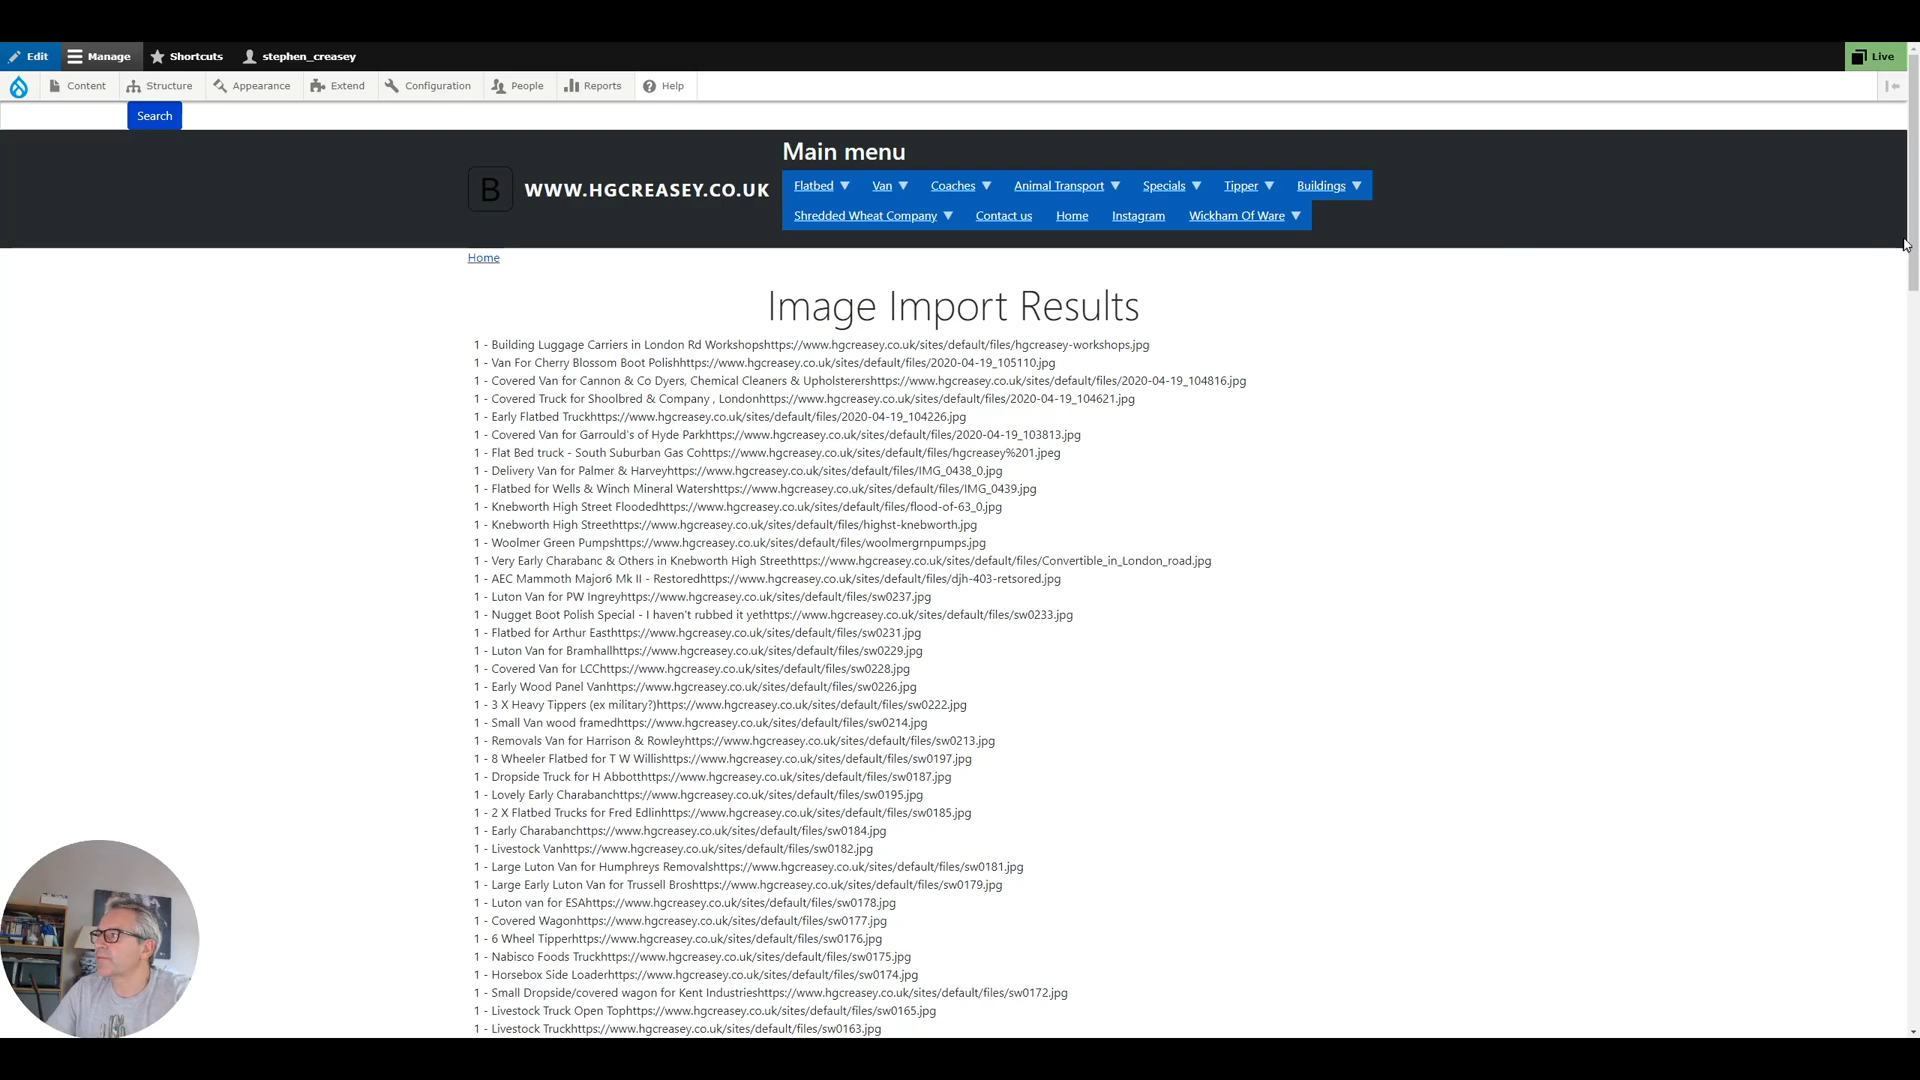 Edit Manage Shortcuts stephen_creasey Live
Content Structure Appearance Extend Configuration People Reports Help
Search
Main menu
B WWW.HGCREASEY.CO.UK
Flatbed Van Coaches Animal Transport Specials Tipper Buildings
Shredded Wheat Company Contact us Home Instagram Wickham Of Ware
Home
Image Import Results
1 - Building Luggage Carriers in London Rd Workshopshttps://www.hgcreasey.co.uk/sites/default/files/hgcreasey-workshops.jpg
1 - Van For Cherry Blossom Boot Polishhttps://www.hgcreasey.co.uk/sites/default/files/2020-04-19_105110.jpg
1 - Covered Van for Cannon & Co Dyers, Chemical Cleaners & Upholsterershttps://www.hgcreasey.co.uk/sites/default/files/2020-04-19_104816.jpg
1 - Covered Truck for Shoolbred & Company , Londonhttps://www.hgcreasey.co.uk/sites/default/files/2020-04-19_104621.jpg
1 - Early Flatbed Truckhttps://www.hgcreasey.co.uk/sites/default/files/2020-04-19_104226.jpg
1 - Covered Van for Garrould's of Hyde Parkhttps://www.hgcreasey.co.uk/sites/default/files/2020-04-19_103813.jpg
1 - Flat Bed truck - South Suburban Gas Cohttps://www.hgcreasey.co.uk/sites/default/files/hgcreasey%201.jpeg
1 - Delivery Van for Palmer & Harveyhttps://www.hgcreasey.co.uk/sites/default/files/IMG_0438_0.jpg
1 - Flatbed for Wells & Winch Mineral Watershttps://www.hgcreasey.co.uk/sites/default/files/IMG_0439.jpg
1 - Knebworth High Street Floodedhttps://www.hgcreasey.co.uk/sites/default/files/flood-of-63_0.jpg
1 - Knebworth High Streethttps://www.hgcreasey.co.uk/sites/default/files/highst-knebworth.jpg
1 - Woolmer Green Pumpshttps://www.hgcreasey.co.uk/sites/default/files/woolmergrnpumps.jpg
1 - Very Early Charabanc & Others in Knebworth High Streethttps://www.hgcreasey.co.uk/sites/default/files/Convertible_in_London_road.jpg
1 - AEC Mammoth Major6 Mk II - Restoredhttps://www.hgcreasey.co.uk/sites/default/files/djh-403-retsored.jpg
1 - Luton Van for PW Ingreyhttps://www.hgcreasey.co.uk/sites/default/files/sw0237.jpg
1 - Nugget Boot Polish Special - I haven't rubbed it yethttps://www.hgcreasey.co.uk/sites/default/files/sw0233.jpg
1 - Flatbed for Arthur Easthttps://www.hgcreasey.co.uk/sites/default/files/sw0231.jpg
1 - Luton Van for Bramhallhttps://www.hgcreasey.co.uk/sites/default/files/sw0229.jpg
1 - Covered Van for LCChttps://www.hgcreasey.co.uk/sites/default/files/sw0228.jpg
1 - Early Wood Panel Vanhttps://www.hgcreasey.co.uk/sites/default/files/sw0226.jpg
1 - 3 X Heavy Tippers (ex military?)https://www.hgcreasey.co.uk/sites/default/files/sw0222.jpg
1 - Small Van wood framedhttps://www.hgcreasey.co.uk/sites/default/files/sw0214.jpg
1 - Removals Van for Harrison & Rowleyhttps://www.hgcreasey.co.uk/sites/default/files/sw0213.jpg
1 - 8 Wheeler Flatbed for T W Willishttps://www.hgcreasey.co.uk/sites/default/files/sw0197.jpg
1 - Dropside Truck for H Abbotthttps://www.hgcreasey.co.uk/sites/default/files/sw0187.jpg
1 - Lovely Early Charabanchttps://www.hgcreasey.co.uk/sites/default/files/sw0195.jpg
1 - 2 X Flatbed Trucks for Fred Edlinhttps://www.hgcreasey.co.uk/sites/default/files/sw0185.jpg
1 - Early Charabanchttps://www.hgcreasey.co.uk/sites/default/files/sw0184.jpg
1 - Livestock Vanhttps://www.hgcreasey.co.uk/sites/default/files/sw0182.jpg
1 - Large Luton Van for Humphreys Removalshttps://www.hgcreasey.co.uk/sites/default/files/sw0181.jpg
1 - Large Early Luton Van for Trussell Broshttps://www.hgcreasey.co.uk/sites/default/files/sw0179.jpg
1 - Luton van for ESAhttps://www.hgcreasey.co.uk/sites/default/files/sw0178.jpg
1 - Covered Wagonhttps://www.hgcreasey.co.uk/sites/default/files/sw0177.jpg
1 - 6 Wheel Tipperhttps://www.hgcreasey.co.uk/sites/default/files/sw0176.jpg
1 - Nabisco Foods Truckhttps://www.hgcreasey.co.uk/sites/default/files/sw0175.jpg
1 - Horsebox Side Loaderhttps://www.hgcreasey.co.uk/sites/default/files/sw0174.jpg
1 - Small Dropside/covered wagon for Kent Industrieshttps://www.hgcreasey.co.uk/sites/default/files/sw0172.jpg
1 - Livestock Truck Open Tophttps://www.hgcreasey.co.uk/sites/default/files/sw0165.jpg
1 - Livestock Truckhttps://www.hgcreasey.co.uk/sites/default/files/sw0163.jpg